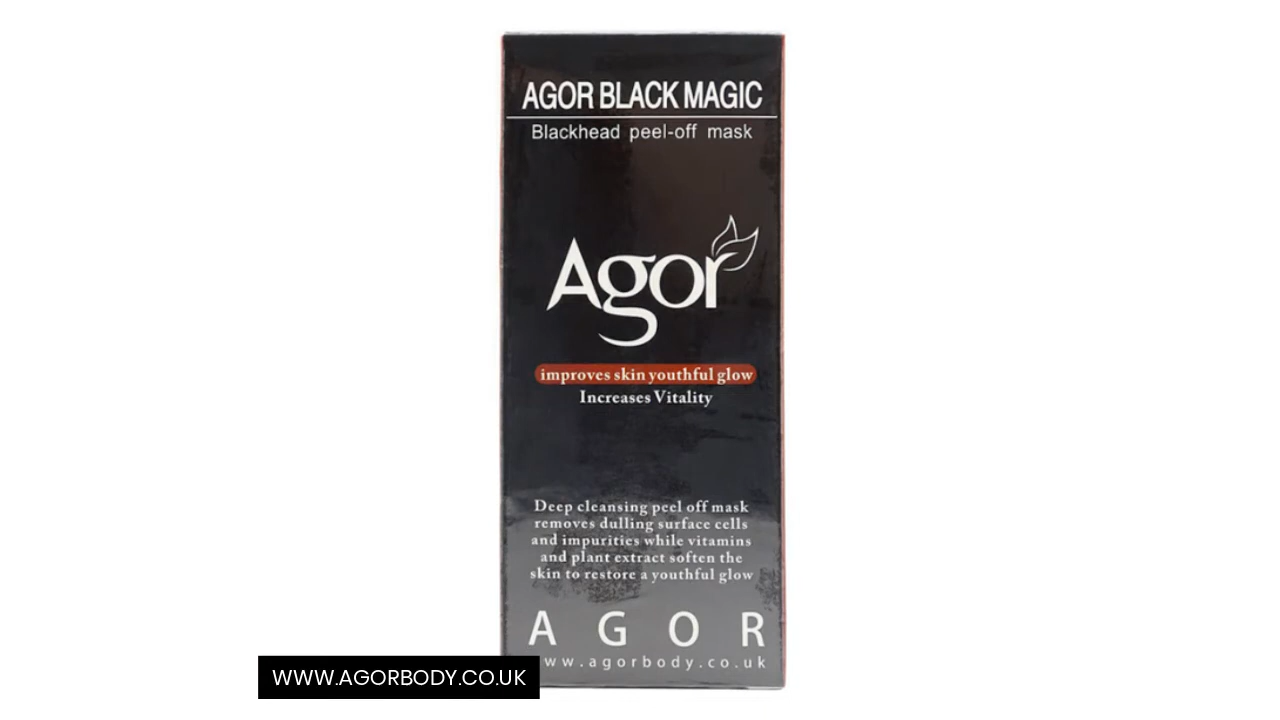 AGOR BLACK MAGIC
Blackhead peel-off mask
Agor
improves skin youthful glow
Increases Vitality
Deep cleansing peel off mask
removes dulling surface cells
and impurities while vitamins
and plant extract soften the
skin to restore a youthful glow
A G O R
ww.agorbody.co.uk
WWW.AGORBODY.CO.UK